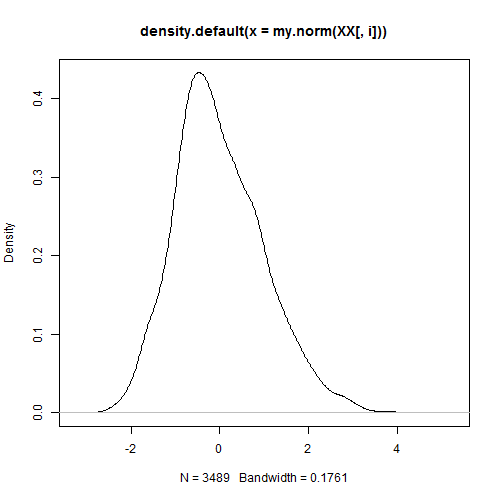 density.default(x = my.norm(XX[, i]))
Density
0.4
0.3
0.2
0.1
0.0
-2 0 2 4
N = 3489 Bandwidth = 0.1761